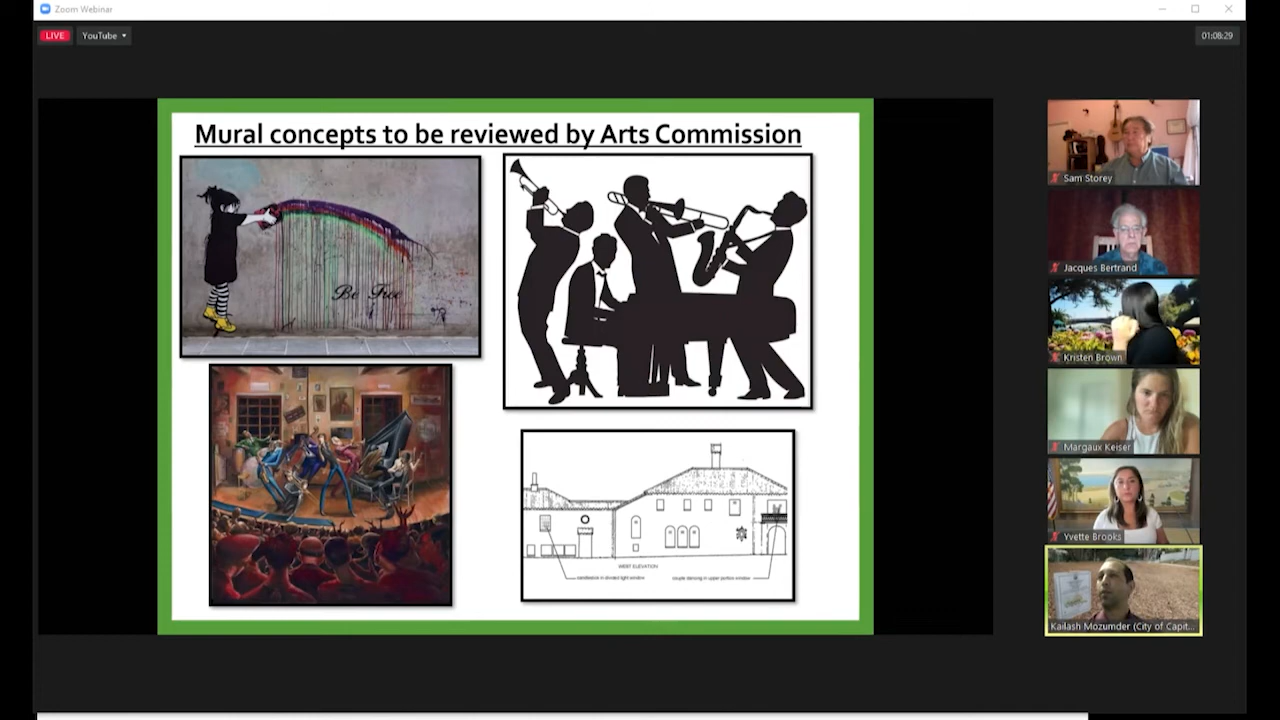 Zoom Webinar
LIVE
YouTube
01:08:29
Mural concepts to be reviewed by Arts Commission
Be Free
WEST ELEVATION
couple dancing in upper portion window
Sam Storey
Jacques Bertrand
Kristen Brown
Margaux Keiser
Yvette Brooks
Kailash Mozumder (City of Capit...